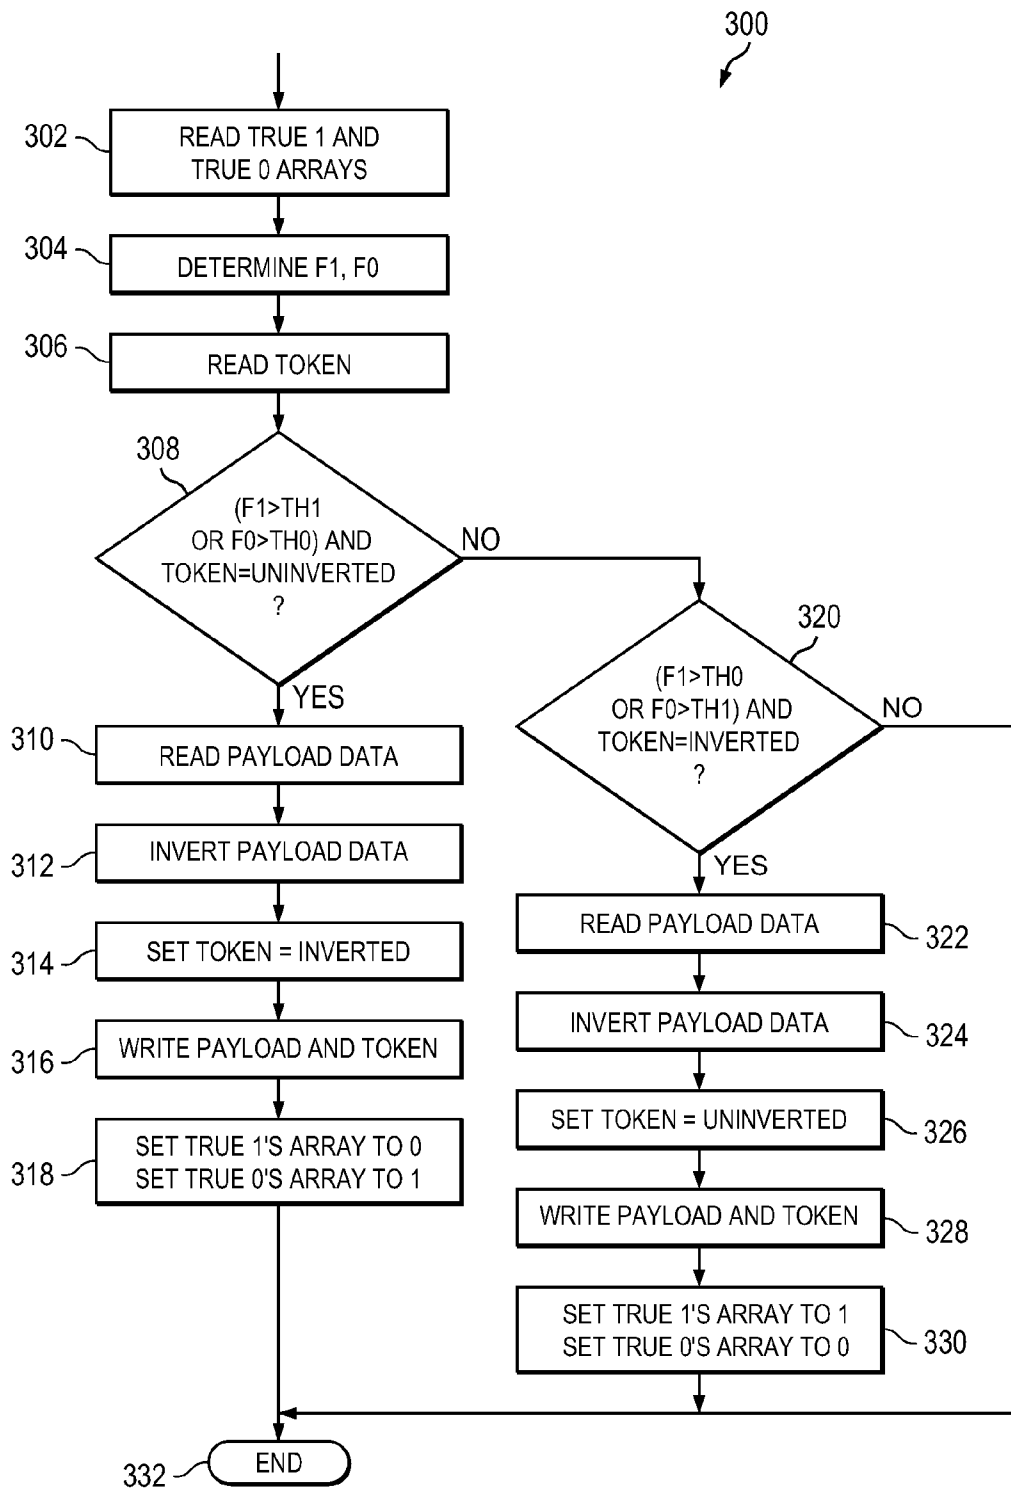 300
302
READ TRUE 1 AND
TRUE 0 ARRAYS
304
DETERMINE F1, F0
306
READ TOKEN
308
(F1>TH1
OR F0>TH0) AND
TOKEN=UNINVERTED
?
NO
YES
310
READ PAYLOAD DATA
312
INVERT PAYLOAD DATA
314
SET TOKEN = INVERTED
316
WRITE PAYLOAD AND TOKEN
318
SET TRUE 1'S ARRAY TO 0
SET TRUE 0'S ARRAY TO 1
320
(F1>TH0
OR F0>TH1) AND
TOKEN=INVERTED
?
NO
YES
READ PAYLOAD DATA
322
INVERT PAYLOAD DATA
324
SET TOKEN = UNINVERTED
326
WRITE PAYLOAD AND TOKEN
328
SET TRUE 1'S ARRAY TO 1
SET TRUE 0'S ARRAY TO 0
330
END
332